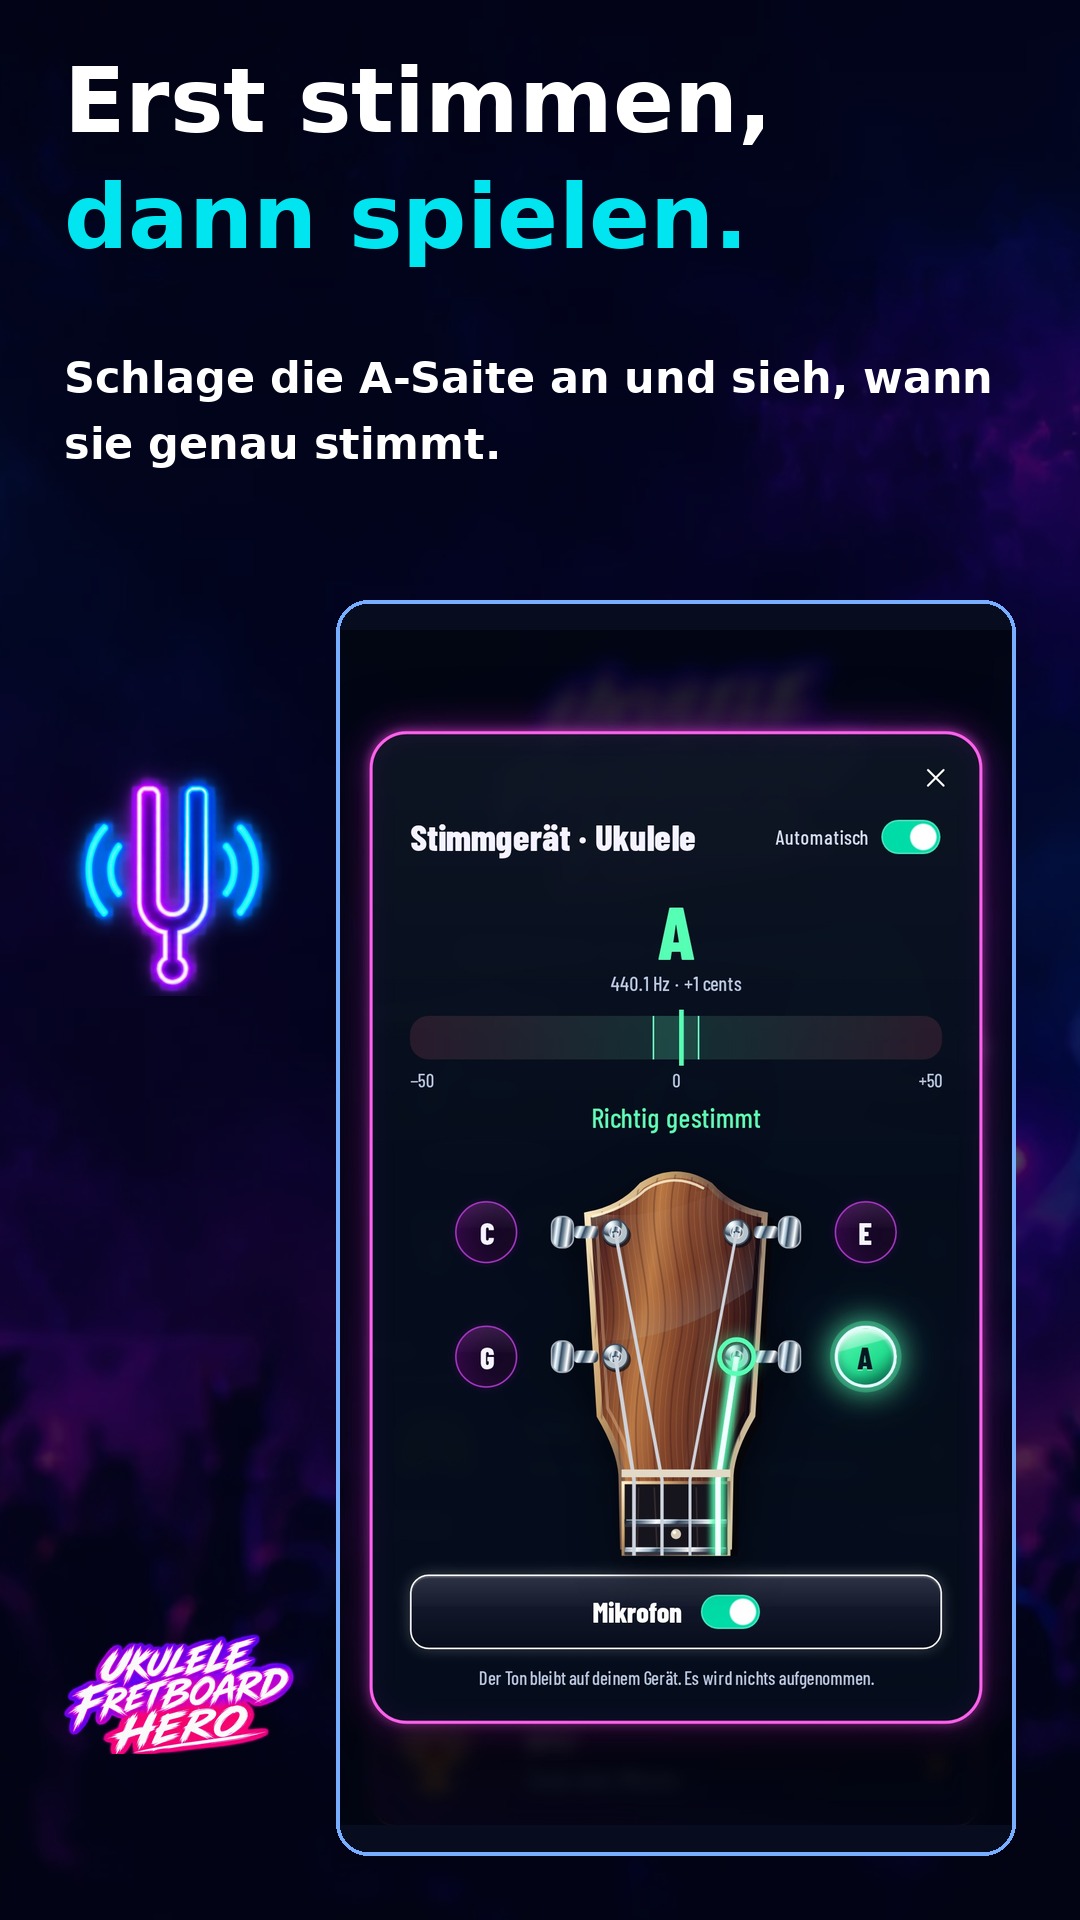 Erst stimmen,
dann spielen.
Schlage die A-Saite an und sieh, wann
sie genau stimmt.
Stimmgerät · Ukulele
Automatisch
A
440.1 Hz · +1 cents
−50 0 +50
Richtig gestimmt
C E
G A
Mikrofon
Der Ton bleibt auf deinem Gerät. Es wird nichts aufgenommen.
UKULELE
FRETBOARD
HERO